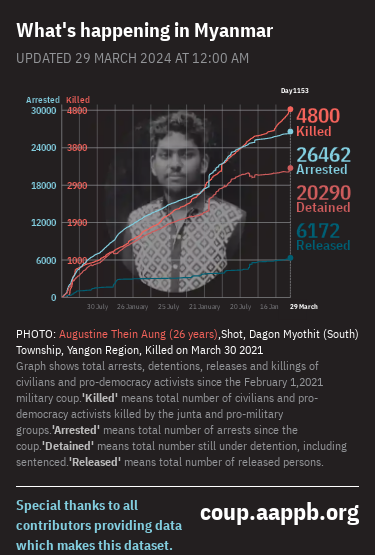 What's happening in Myanmar
UPDATED 29 MARCH 2024 AT 12:00 AM
Day1153
Arrested Killed
30000 4800
24000 3800
18000 2900
12000 1900
6000 1000
0
4800
Killed
26462
Arrested
20290
Detained
6172
Released
30 July 26 January 25 July 21 January 20 July 16 Jan 29 March
PHOTO: Augustine Thein Aung (26 years),Shot, Dagon Myothit (South)
Township, Yangon Region, Killed on March 30 2021
Graph shows total arrests, detentions, releases and killings of
civilians and pro-democracy activists since the February 1,2021
military coup.'Killed' means total number of civilians and pro-
democracy activists killed by the junta and pro-military
groups.'Arrested' means total number of arrests since the
coup.'Detained' means total number still under detention, including
sentenced.'Released' means total number of released persons.
Special thanks to all
contributors providing data
which makes this dataset.
coup.aappb.org